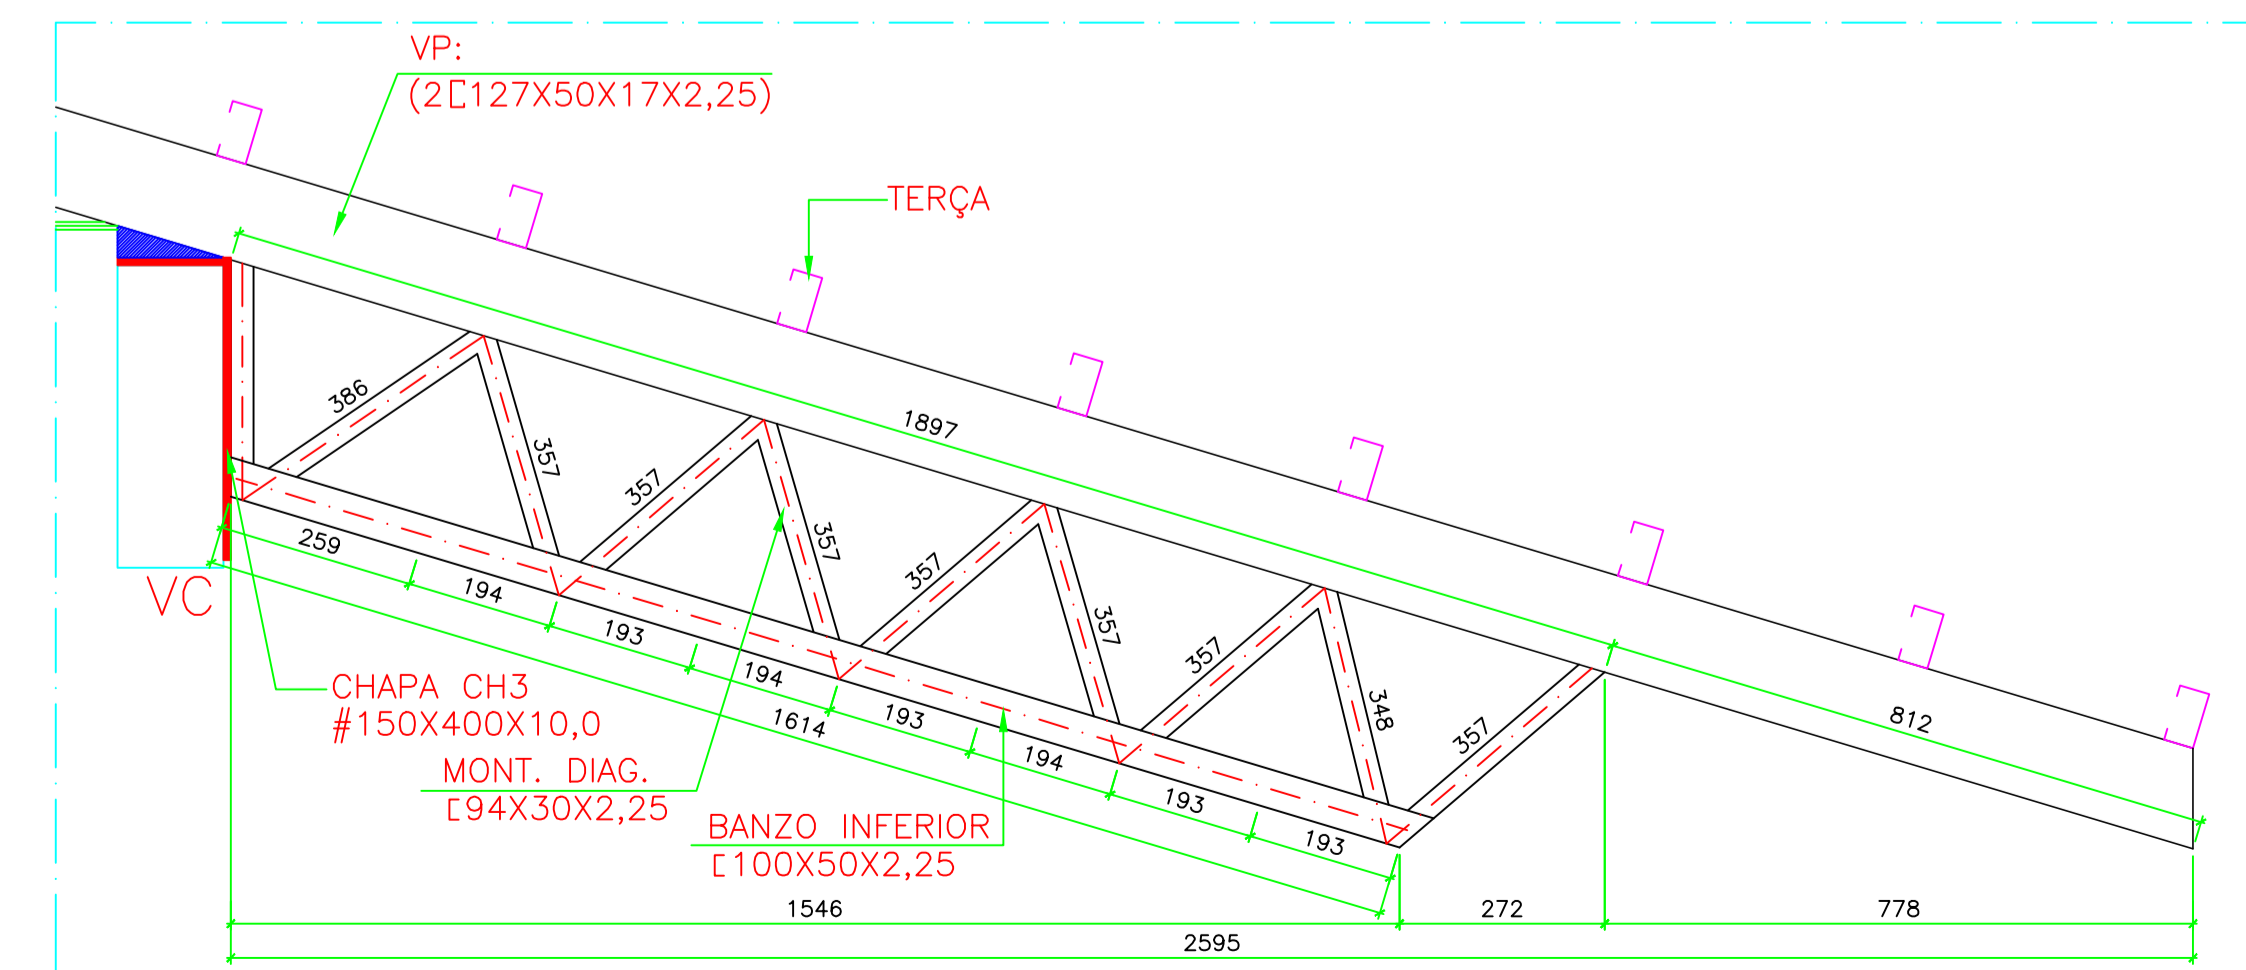 VP:
(2[127X50X17X2,25)
TERÇA
1897
386
357
357
357
357
357
357
348
357
812
259
194
193
194
193
194
193
193
1614
VC
CHAPA CH3
#150X400X10,0
MONT. DIAG.
[94X30X2,25
BANZO INFERIOR
[100X50X2,25
1546
272
778
2595